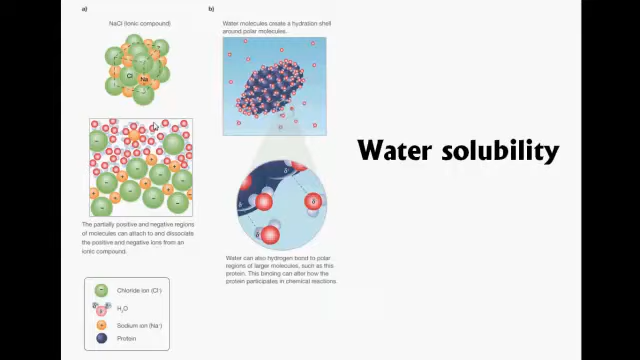 a)
NaCl (ionic compound)
Cl
Na
The partially positive and negative regions
of molecules can attach to and dissociate
the positive and negative ions from an
ionic compound.
b)
Water molecules create a hydration shell
around polar molecules.
δ
δ
δ
Water can also hydrogen bond to polar
regions of larger molecules, such as this
protein. This binding can alter how the
protein participates in chemical reactions.
Chloride ion (Cl⁻)
H₂O
Sodium ion (Na⁺)
Protein
Water solubility